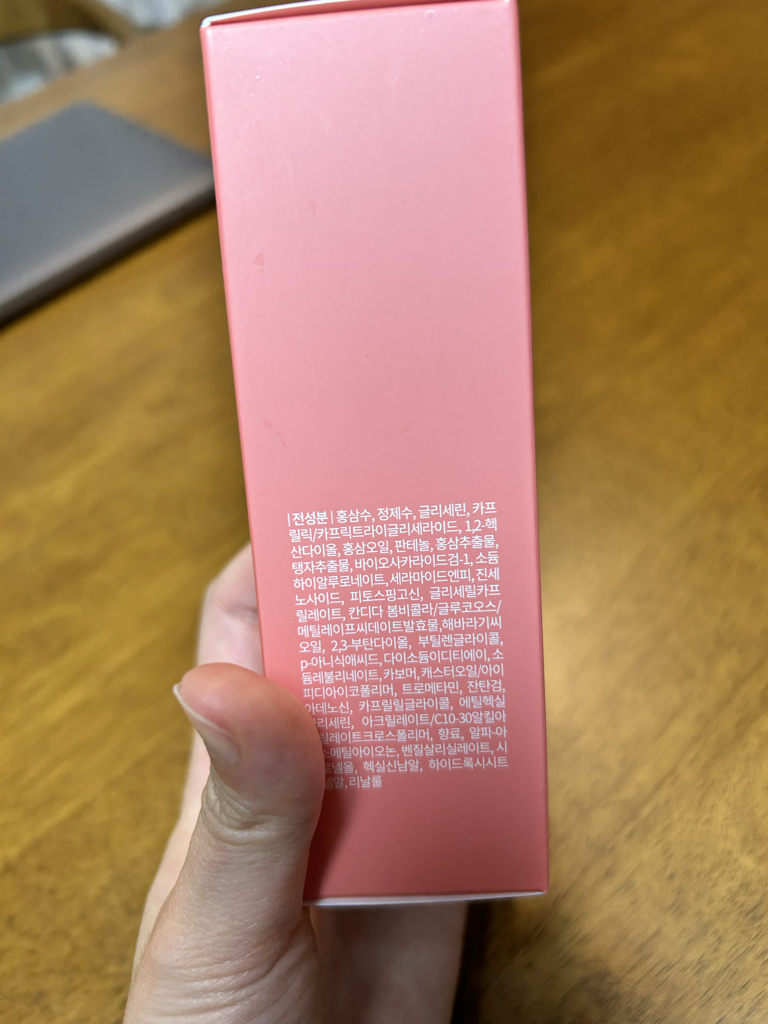 | 전성분 | 홍삼수, 정제수, 글리세린, 카프
릴릭/카프릭트라이글리세라이드, 1,2-헥
산다이올, 홍삼오일, 판테놀, 홍삼추출물,
탱자추출물, 바이오사카라이드검-1, 소듐
하이알루로네이트, 세라마이드엔피, 진세
노사이드, 피토스핑고신, 글리세릴카프
릴레이트, 칸디다 봄비콜라/글루코오스/
메틸레이프씨데이트발효물,해바라기씨
오일, 2,3-부탄다이올, 부틸렌글라이콜,
p-아니식애씨드, 다이소듐이디티에이, 소
듐레불리네이트, 카보머, 캐스터오일/아이
피디아이코폴리머, 트로메타민, 잔탄검,
아데노신, 카프릴릴글라이콜, 에틸헥실
리세린, 아크릴레이트/C10-30알킬아
릴레이트크로스폴리머, 향료, 알파-아
소메틸아이오논, 벤질살리실레이트, 시
로넬올, 헥실신남알, 하이드록시시트
넬알, 리날룰